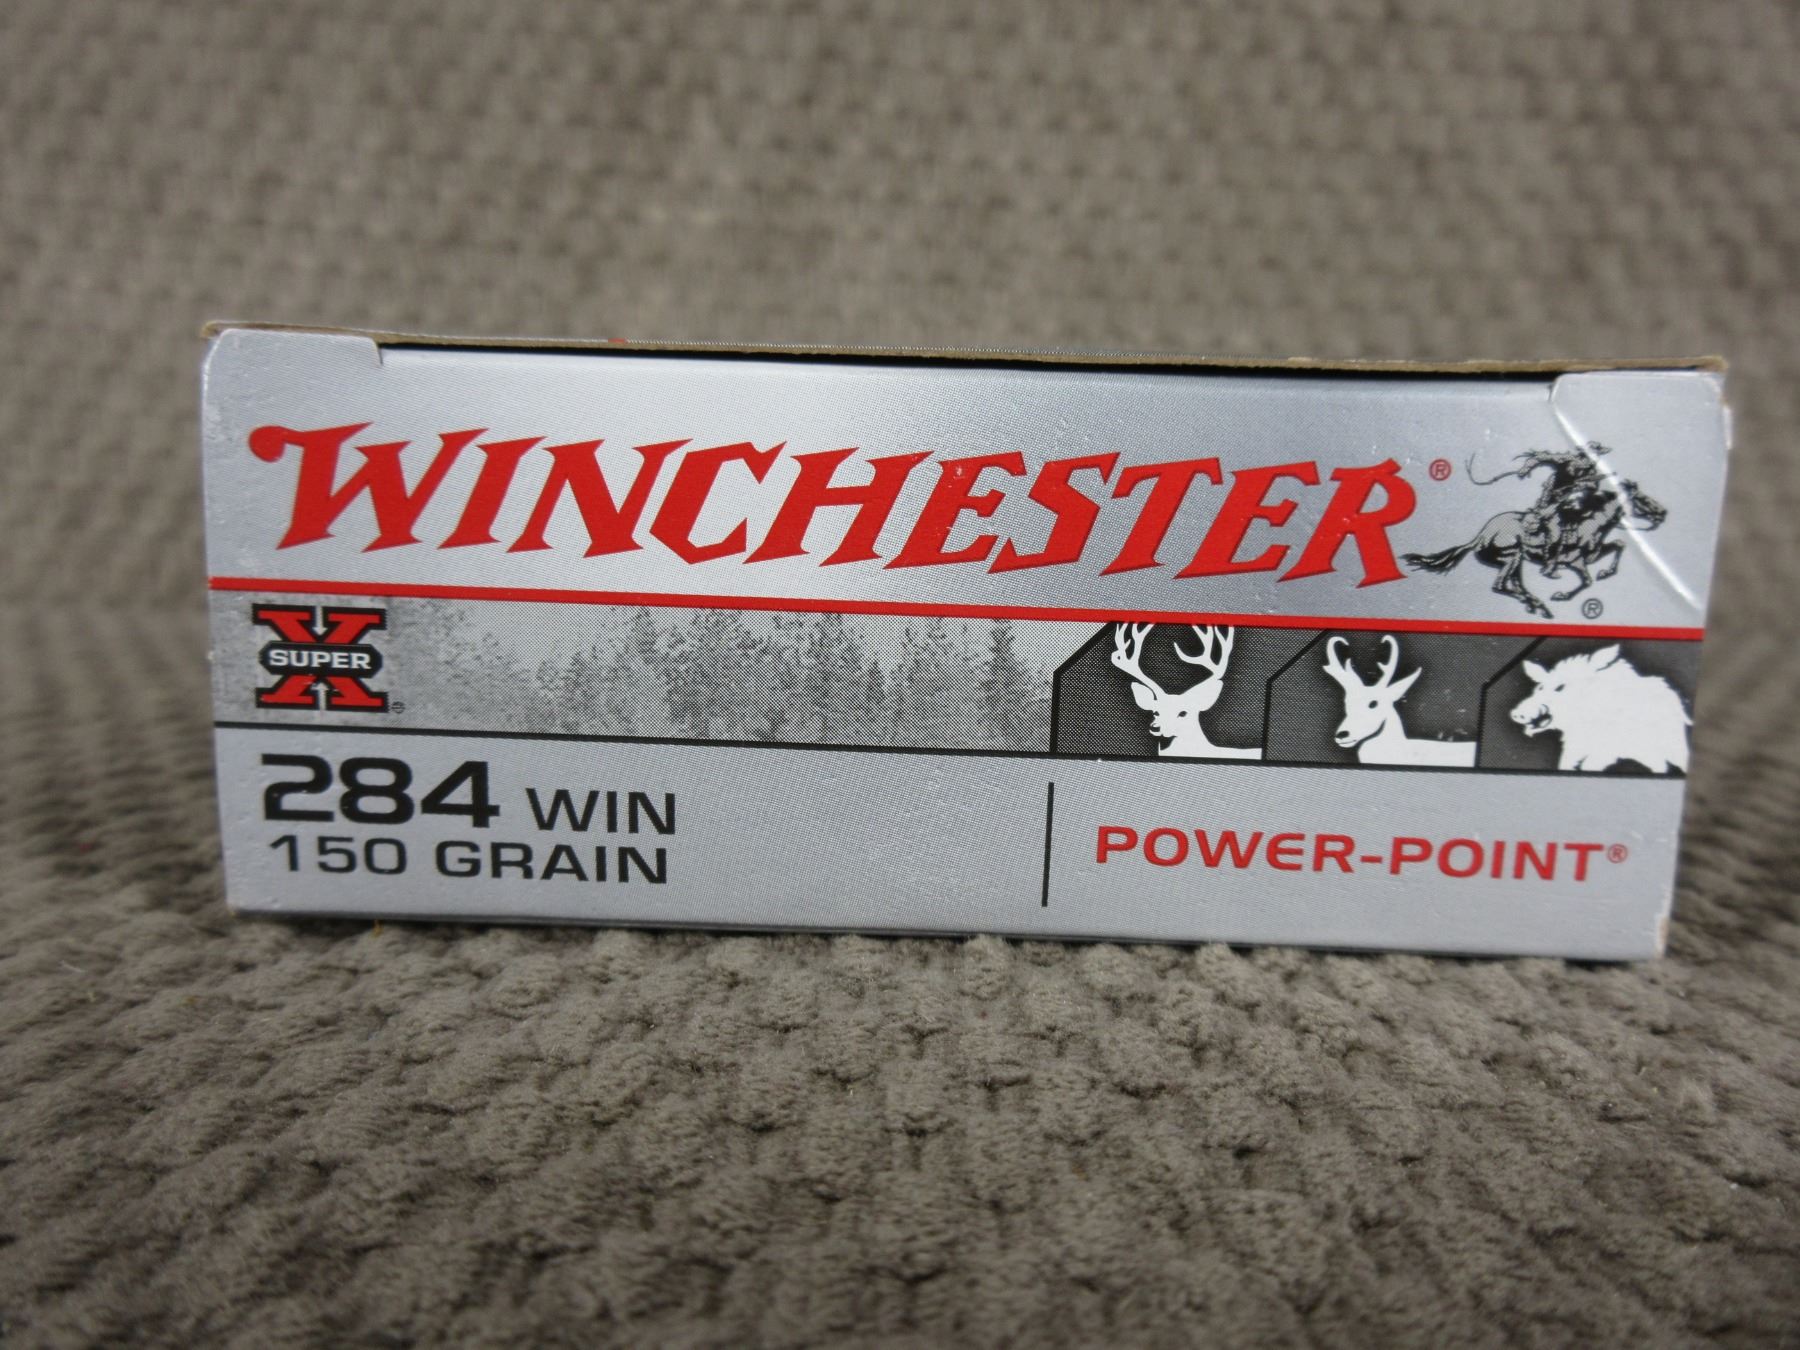 WINCHESTER®
®
SUPER X
284 WIN
150 GRAIN
POWER-POINT®